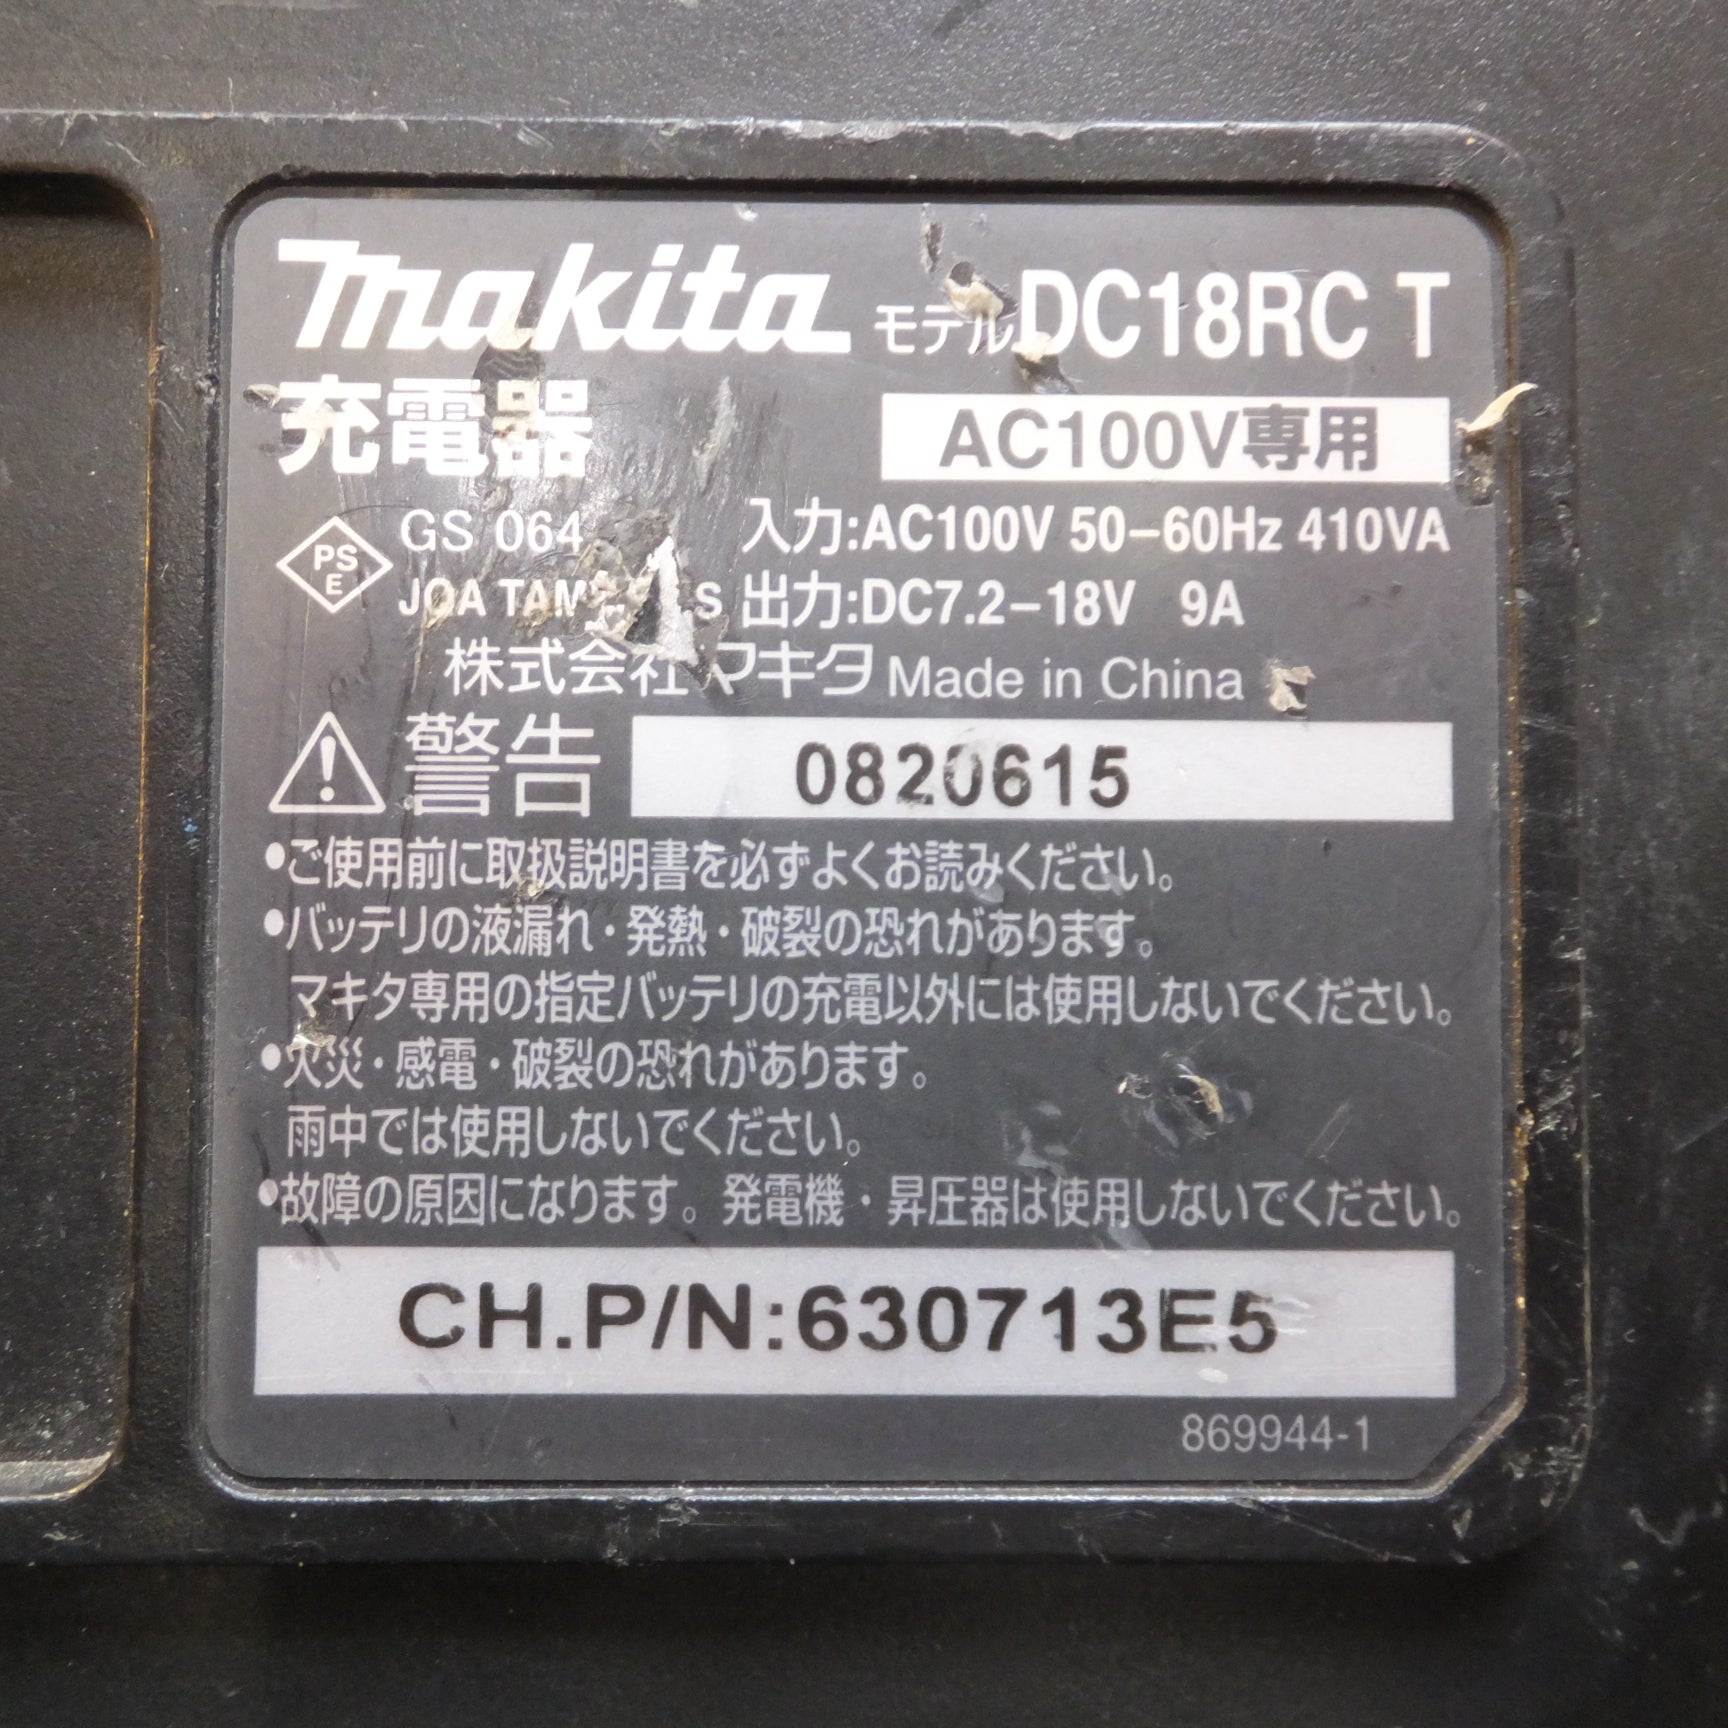 makita モデル DC18RC T
充電器
AC100V専用
PS
E
GS 064
入力:AC100V 50-60Hz 410VA
JQA
出力:DC7.2-18V 9A
株式会社 マキタ Made in China
警告
0820615
•ご使用前に取扱説明書を必ずよくお読みください。
•バッテリの液漏れ・発熱・破裂の恐れがあります。
マキタ専用の指定バッテリの充電以外には使用しないでください。
•火災・感電・破裂の恐れがあります。
雨中では使用しないでください。
•故障の原因になります。発電機・昇圧器は使用しないでください。
CH.P/N:630713E5
869944-1